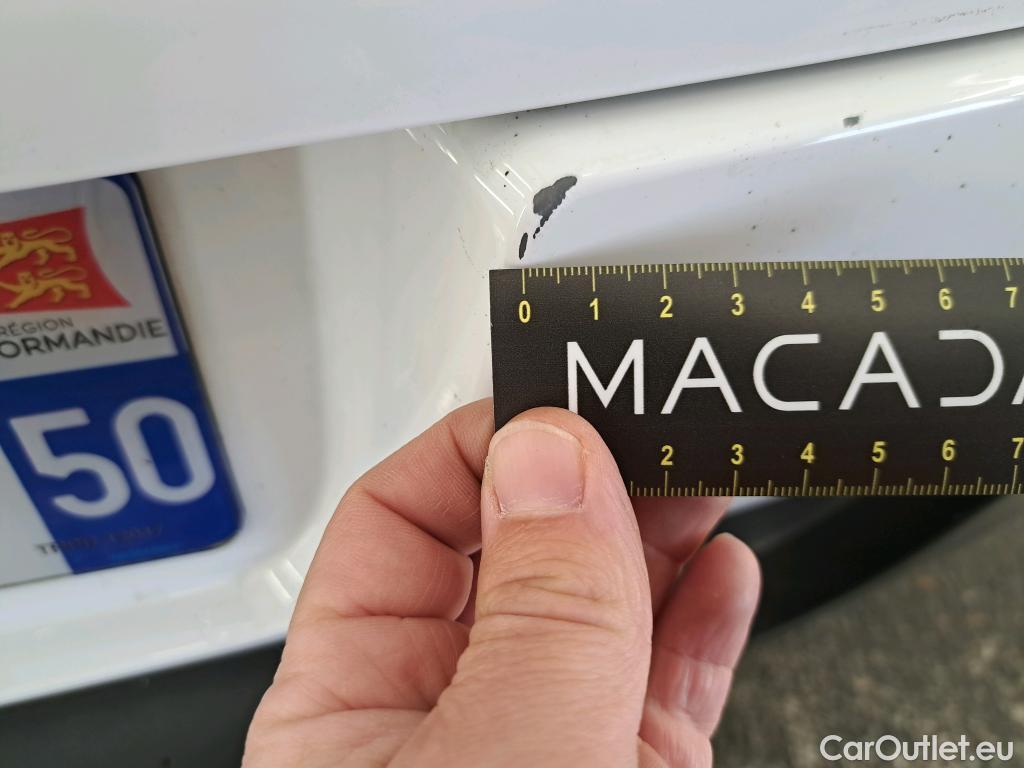 RÉGION
ORMANDIE
50
0 1 2 3 4 5 6 7
MACADA
2 3 4 5 6 7
CarOutlet.eu